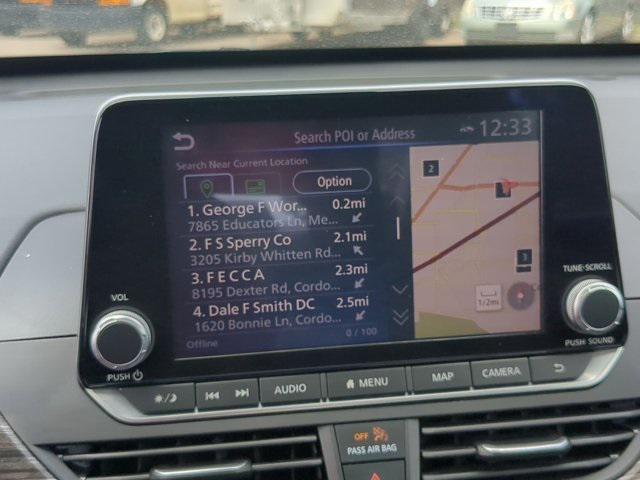 Search POI or Address
12:33
Search Near Current Location
Option
1. George F Wor... 0.2mi
7865 Educators Ln, Me...
2. F S Sperry Co 2.1mi
3205 Kirby Whitten Rd...
3. F E C C A 2.3mi
8195 Dexter Rd, Cordo...
4. Dale F Smith DC 2.5mi
1620 Bonnie Ln, Cordo...
Offline
0 / 100
2
3
1/2mi
VOL
PUSH
TUNE·SCROLL
PUSH SOUND
AUDIO
MENU
MAP
CAMERA
OFF
PASS AIR BAG